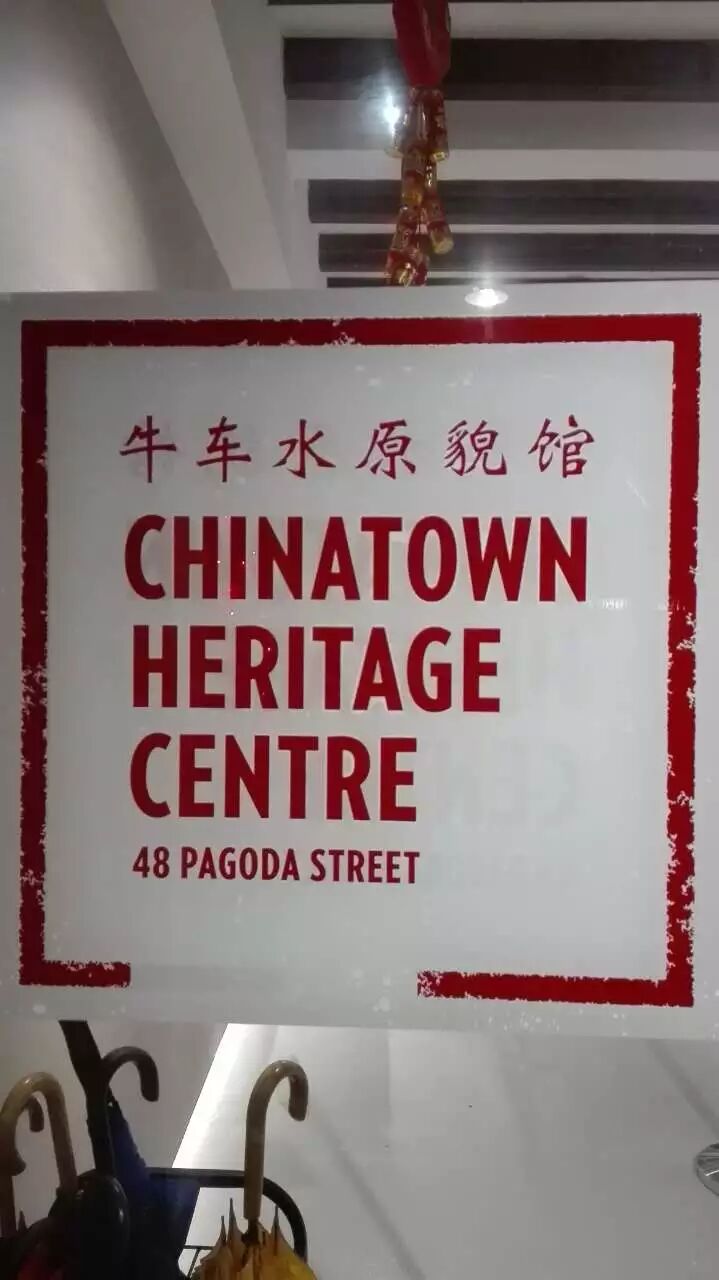 牛车水原貌馆
CHINATOWN
HERITAGE
CENTRE
48 PAGODA STREET